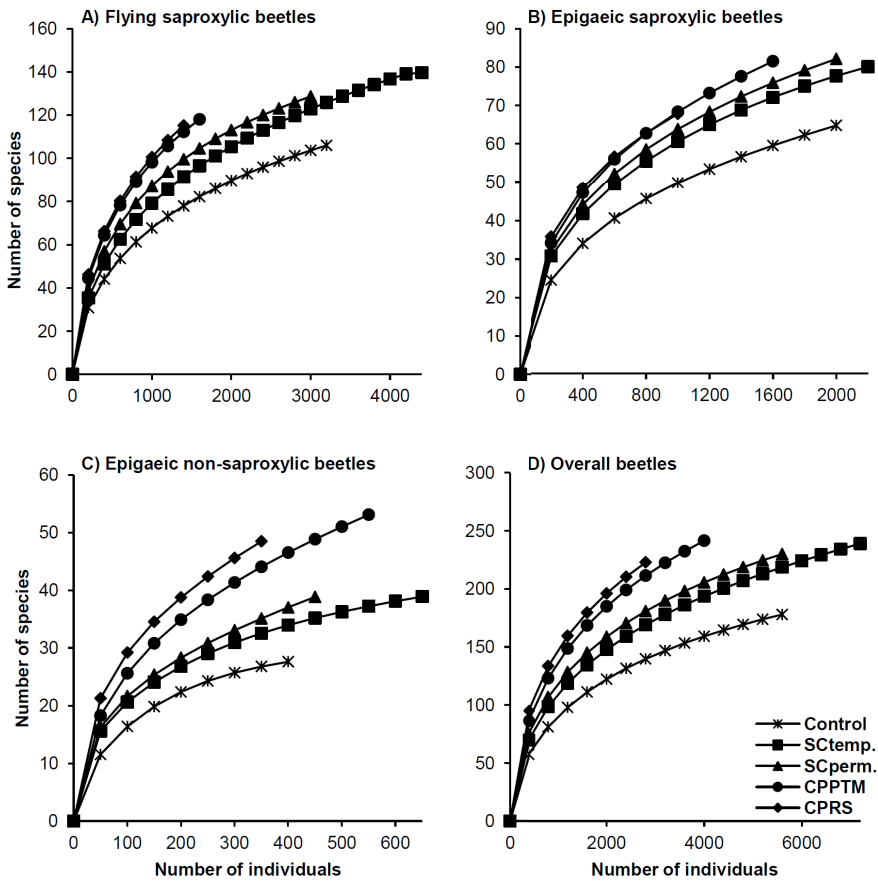 A) Flying saproxylic beetles
160
140
120
100
80
60
40
20
0
0 1000 2000 3000 4000
Number of species
B) Epigaeic saproxylic beetles
90
80
70
60
50
40
30
20
10
0
0 400 800 1200 1600 2000
C) Epigaeic non-saproxylic beetles
60
50
40
30
20
10
0
0 100 200 300 400 500 600
Number of species
Number of individuals
D) Overall beetles
300
250
200
150
100
50
0
0 2000 4000 6000
Number of individuals
Control
SCtemp.
SCperm.
CPPTM
CPRS